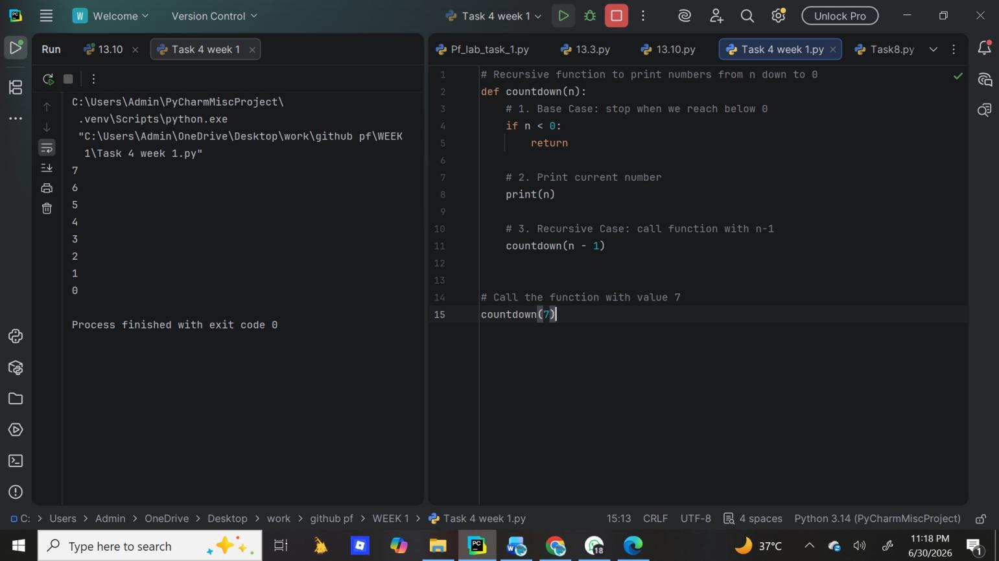 W Welcome Version Control Task 4 week 1 Unlock Pro
Run 13.10 Task 4 week 1
Pf_lab_task_1.py 13.3.py 13.10.py Task 4 week 1.py Task8.py
C:\Users\Admin\PyCharmMiscProject\
.venv\Scripts\python.exe
"C:\Users\Admin\OneDrive\Desktop\work\github pf\WEEK
1\Task 4 week 1.py"
7
6
5
4
3
2
1
0
Process finished with exit code 0
1 # Recursive function to print numbers from n down to 0
2 def countdown(n):
3 # 1. Base Case: stop when we reach below 0
4 if n < 0:
5 return
6
7 # 2. Print current number
8 print(n)
9
10 # 3. Recursive Case: call function with n-1
11 countdown(n - 1)
12
13
14 # Call the function with value 7
15 countdown(7)
C: > Users > Admin > OneDrive > Desktop > work > github pf > WEEK 1 > Task 4 week 1.py 15:13 CRLF UTF-8 4 spaces Python 3.14 (PyCharmMiscProject)
Type here to search PC W 18 37°C 11:18 PM
6/30/2026 1